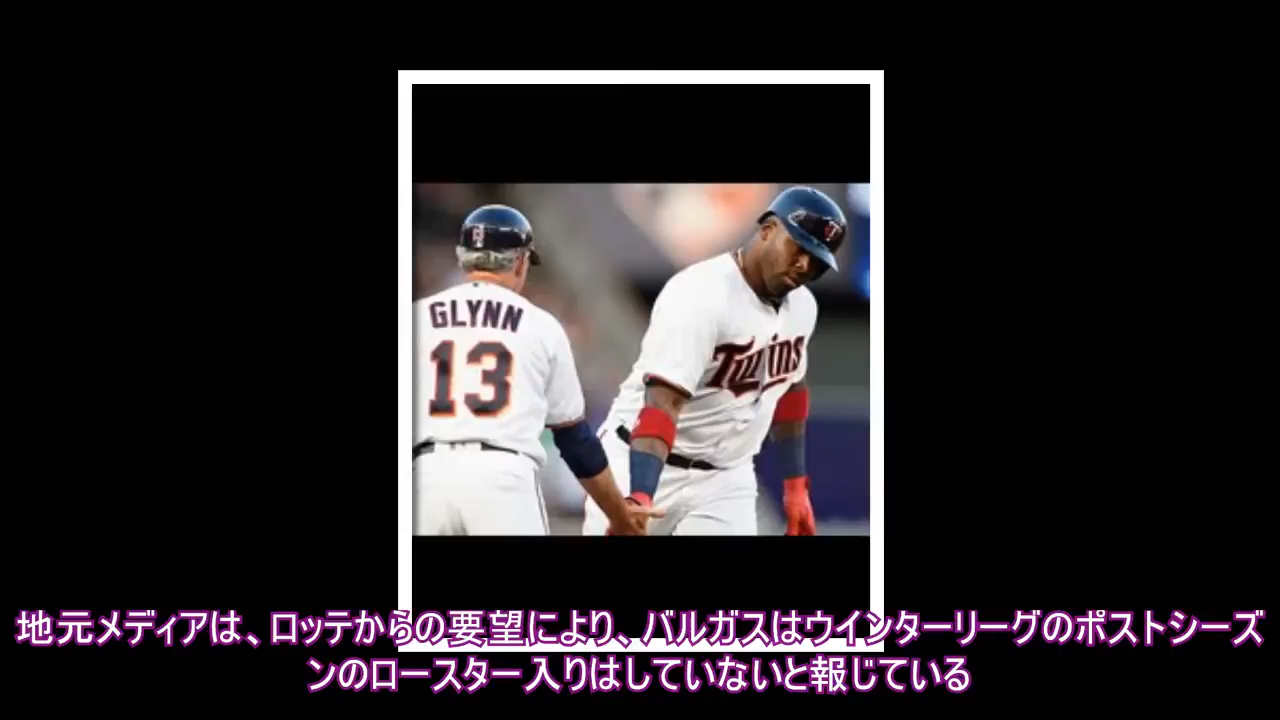 GLYNN
13
Twins
地元メディアは、ロッテからの要望により、バルガスはウインターリーグのポストシーズ
ンのロースター入りはしていないと報じている